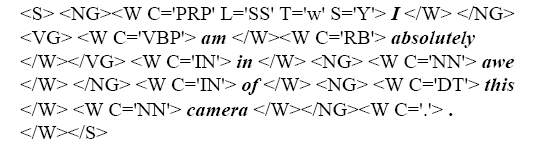 <S> <NG><W C='PRP' L='SS' T='w' S='Y'> I </W> </NG>
<VG> <W C='VBP'> am </W><W C='RB'> absolutely
</W></VG> <W C='IN'> in </W> <NG> <W C='NN'> awe
</W> </NG> <W C='IN'> of </W> <NG> <W C='DT'> this
</W> <W C='NN'> camera </W></NG><W C='.'> .
</W></S>